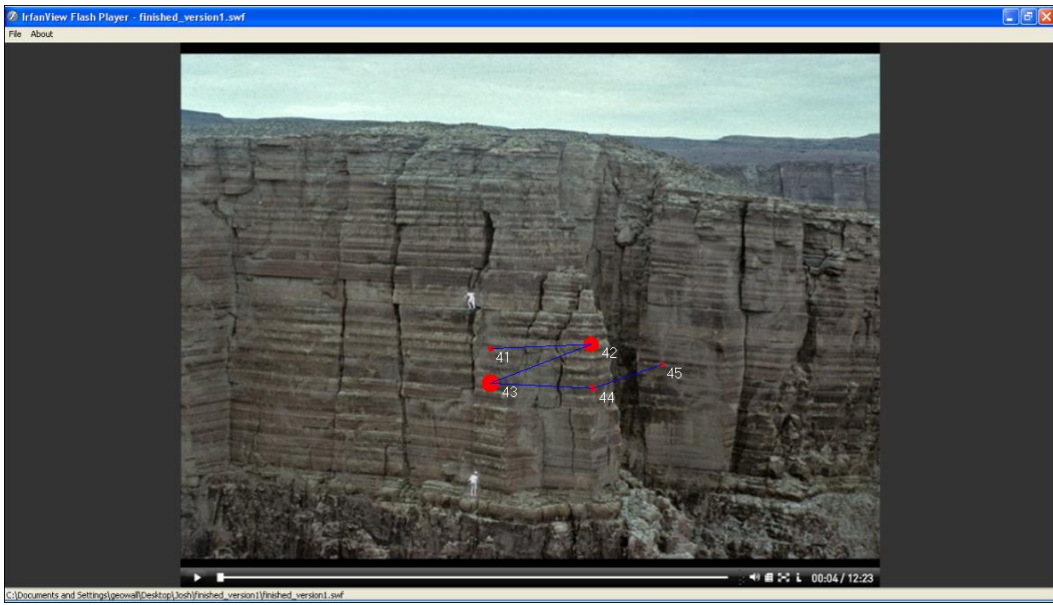 IrfanView Flash Player - finished_version1.swf
File About
41
42
43
44
45
00:04 / 12:23
C:\Documents and Settings\geowall\Desktop\Josh\finished_version1\finished_version1.swf